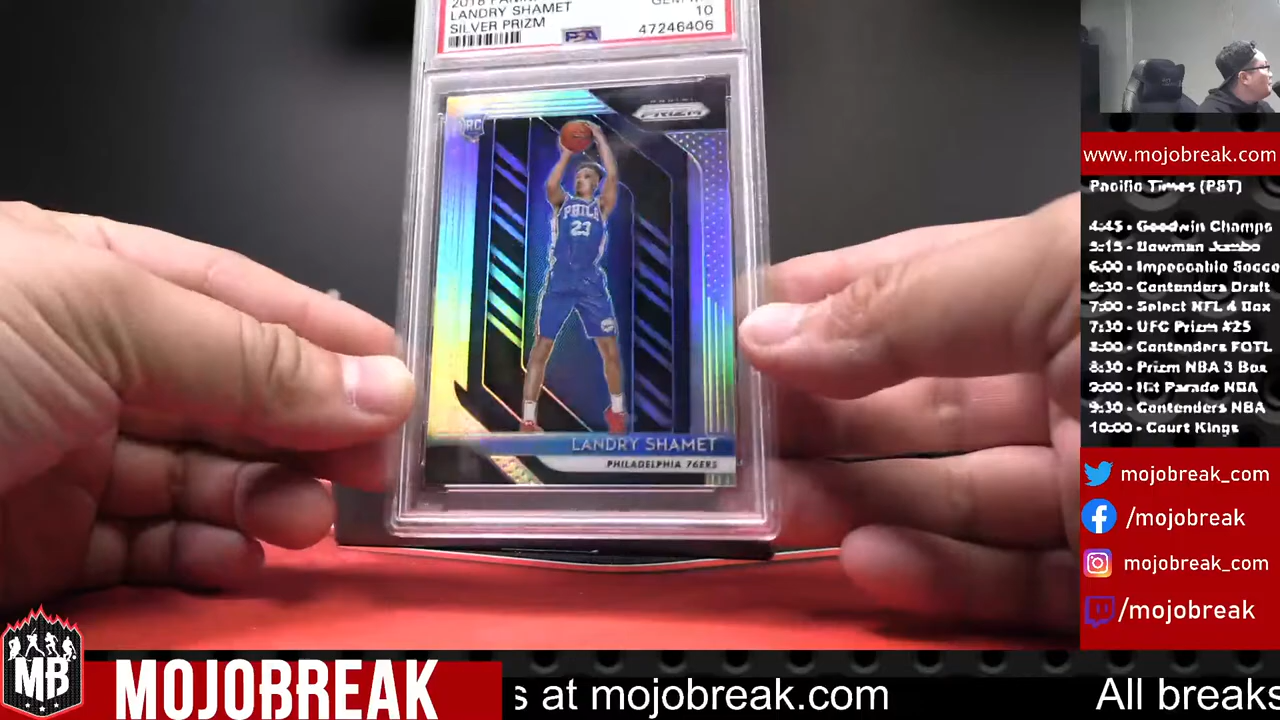 LANDRY SHAMET
SILVER PRIZM
10
47246406
PSA
RC
PRIZM
PHILA
23
LANDRY SHAMET
PHILADELPHIA 76ERS
www.mojobreak.com
Pacific Times (PST)
4:45 - Goodwin Champs
5:15 - Bowman Jumbo
6:00 - Impeccable Socce
6:30 - Contenders Draft
7:00 - Select NFL 4 Box
7:30 - UFC Prizm #25
8:00 - Contenders FOTL
8:30 - Prizm NBA 3 Box
9:00 - Hit Parade NBA
9:30 - Contenders NBA
10:00 - Court Kings
mojobreak_com
/mojobreak
mojobreak_com
/mojobreak
MB
MOJOBREAK
s at mojobreak.com
All breaks